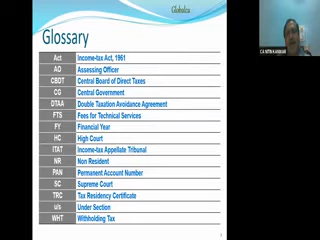 Globalca
Glossary
Act Income-tax Act, 1961
AO Assessing Officer
CBDT Central Board of Direct Taxes
CG Central Government
DTAA Double Taxation Avoidance Agreement
FTS Fees for Technical Services
FY Financial Year
HC High Court
ITAT Income-tax Appellate Tribunal
NR Non Resident
PAN Permanent Account Number
SC Supreme Court
TRC Tax Residency Certificate
u/s Under Section
WHT Withholding Tax